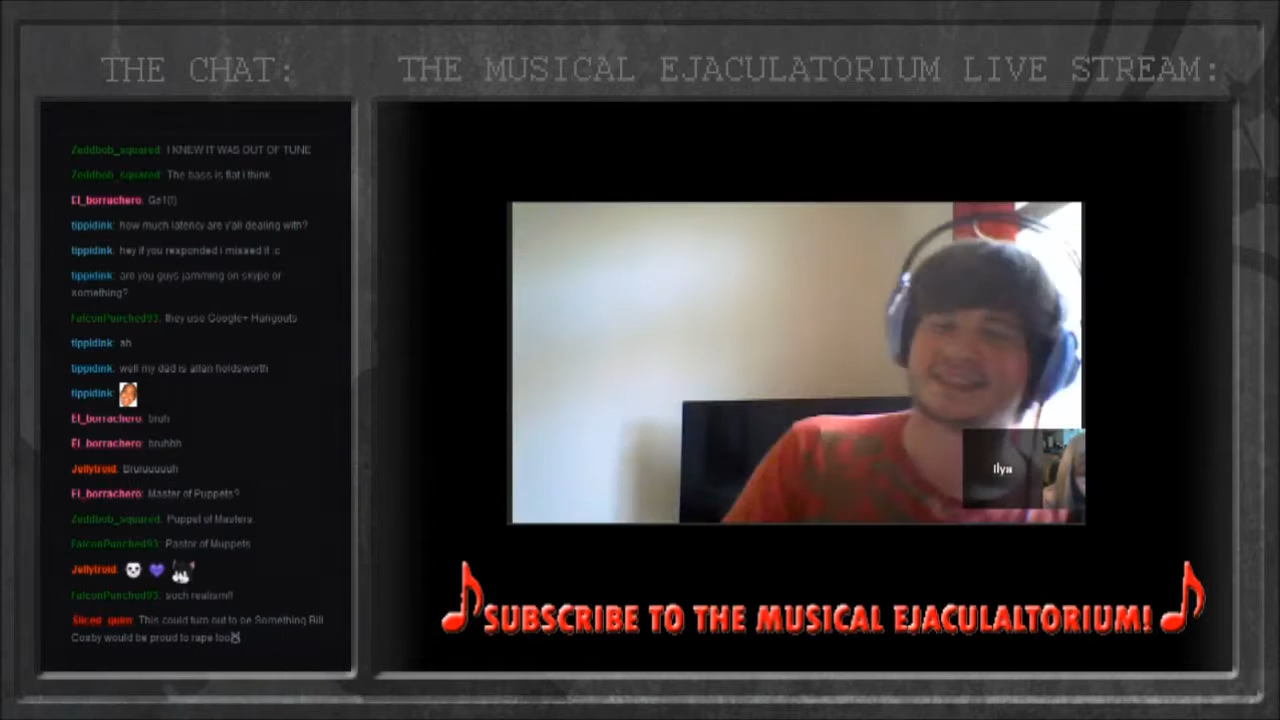 THE CHAT:
THE MUSICAL EJACULATORIUM LIVE STREAM:
Zeddbob_squared: I KNEW IT WAS OUT OF TUNE
Zeddbob_squared: The bass is flat i think
El_borrachero: Ga1(!)
tippidink: how much latency are y'all dealing with?
tippidink: hey if you responded i missed it :c
tippidink: are you guys jamming on skype or
something?
FalconPunched93: they use Google+ Hangouts
tippidink: ah
tippidink: well my dad is allan holdsworth
tippidink:
El_borrachero: bruh
El_borrachero: bruhhh
Jellytroid: Bruiuuuuuh
El_borrachero: Master of Puppets?
Zeddbob_squared: Puppet of Masters.
FalconPunched93: Pastor of Muppets
Jellytroid:
FalconPunched93: such realism!!
Sliced_quim: This could turn out to be Something Bill
Cosby would be proud to rape too
Ilya
SUBSCRIBE TO THE MUSICAL EJACULALTORIUM!